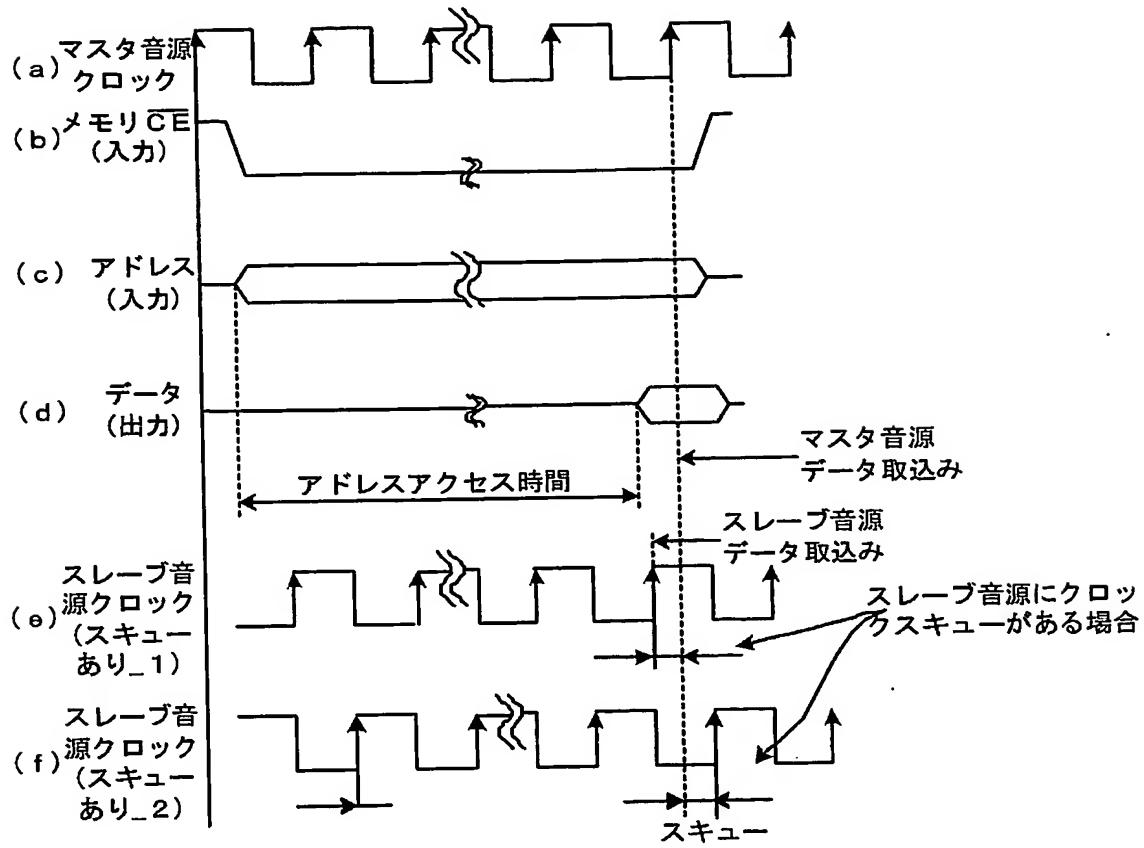 (a) マスタ音源
クロック
(b) メモリCE
(入力)
(c) アドレス
(入力)
(d) データ
(出力)
マスタ音源
データ取込み
アドレスアクセス時間
スレーブ音源
データ取込み
(e) スレーブ音
源クロック
(スキュー
あり_1)
スレーブ音源にクロッ
クスキューがある場合
(f) スレーブ音
源クロック
(スキュー
あり_2)
スキュー